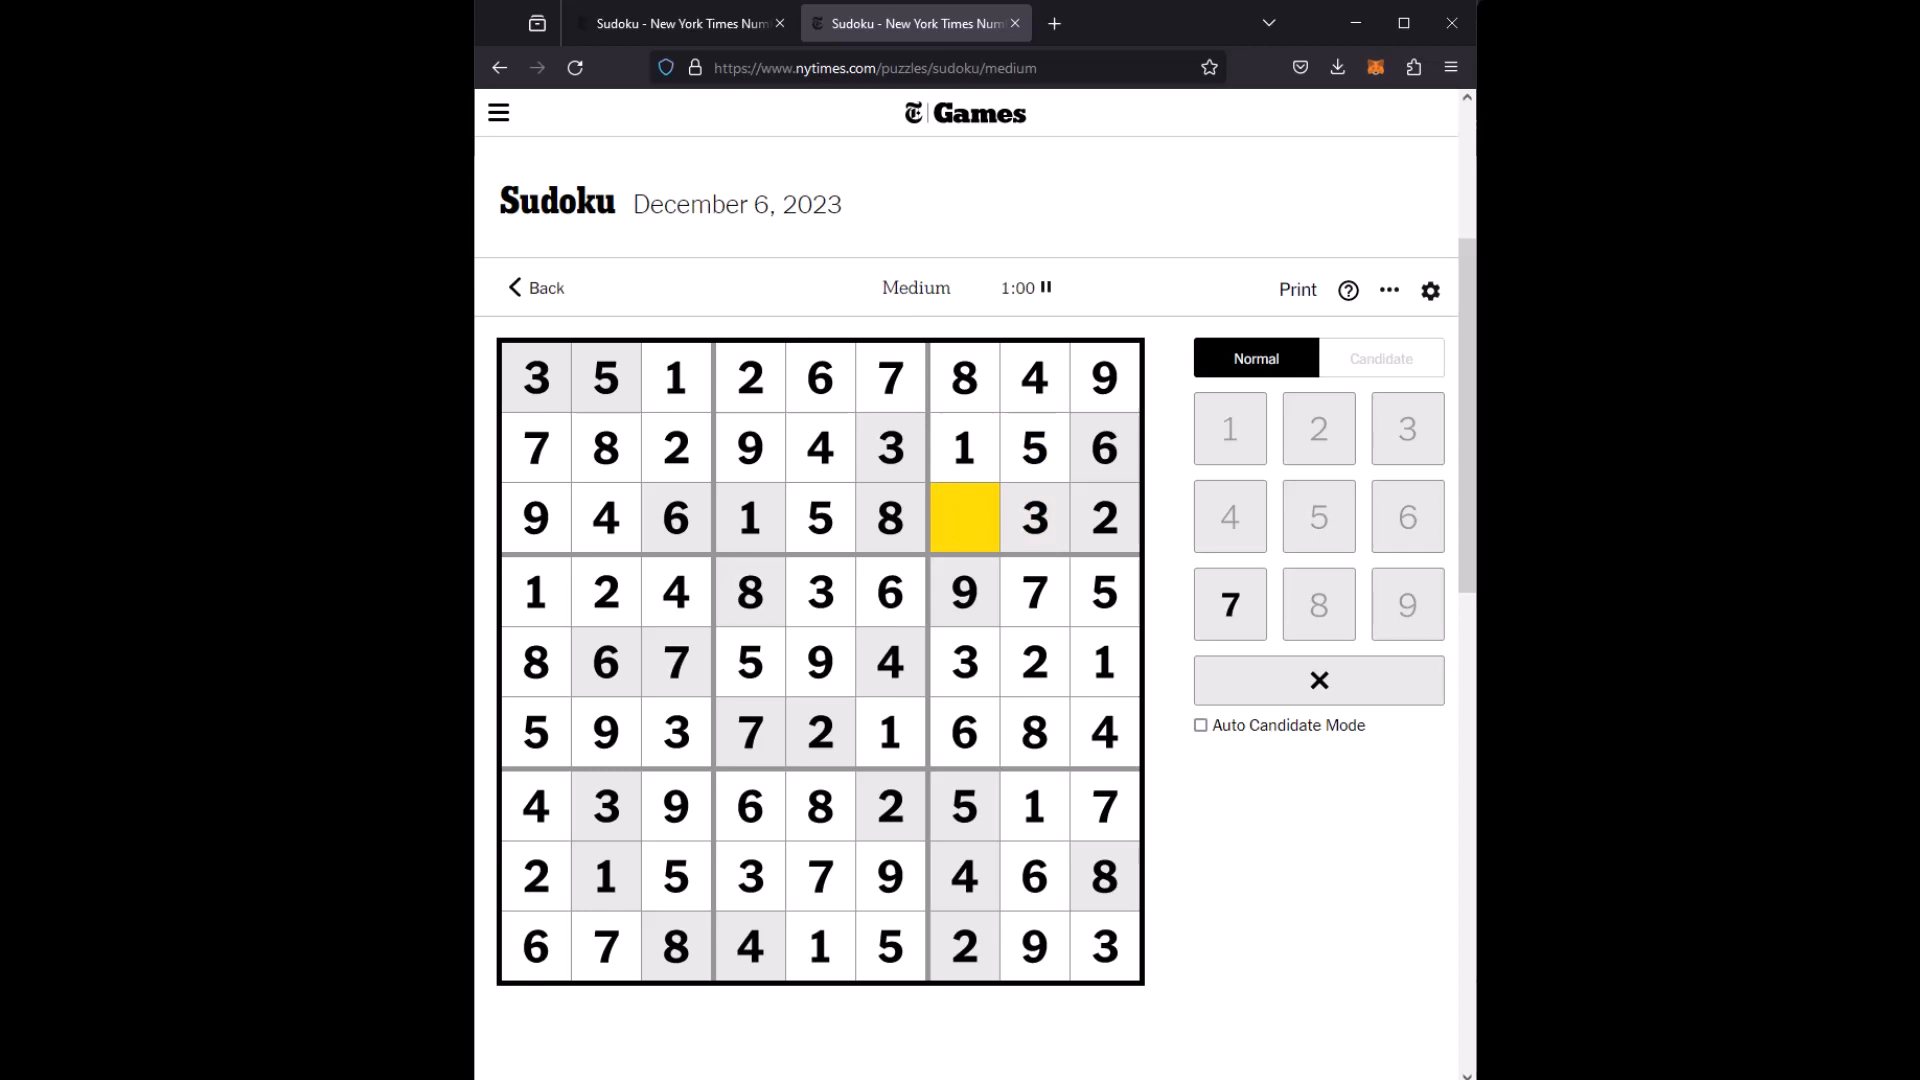 Sudoku - New York Times Num
Sudoku - New York Times Num
https://www.nytimes.com/puzzles/sudoku/medium
Games
Sudoku December 6, 2023
Back Medium 1:00 Print
Normal Candidate
3 5 1 2 6 7 8 4 9
7 8 2 9 4 3 1 5 6
9 4 6 1 5 8 3 2
1 2 4 8 3 6 9 7 5
8 6 7 5 9 4 3 2 1
5 9 3 7 2 1 6 8 4
4 3 9 6 8 2 5 1 7
2 1 5 3 7 9 4 6 8
6 7 8 4 1 5 2 9 3
1 2 3
4 5 6
7 8 9
Auto Candidate Mode